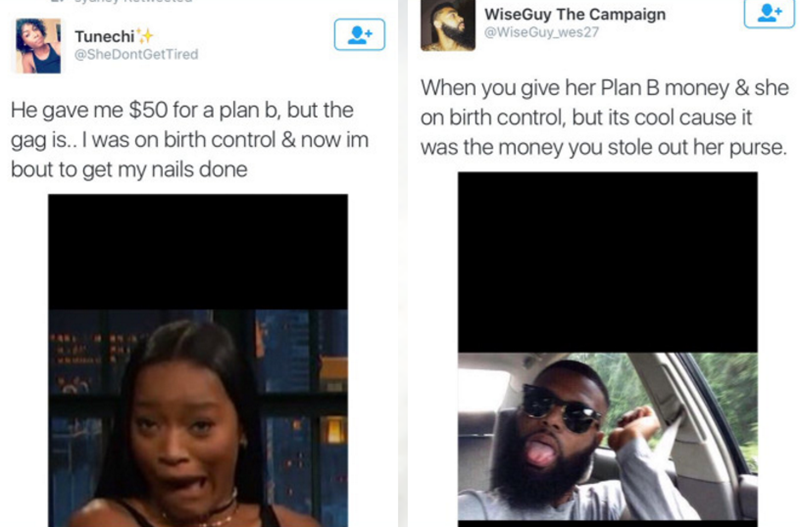 Tunechi✨
@SheDontGetTired
He gave me $50 for a plan b, but the
gag is.. I was on birth control & now im
bout to get my nails done
WiseGuy The Campaign
@WiseGuy_wes27
When you give her Plan B money & she
on birth control, but its cool cause it
was the money you stole out her purse.